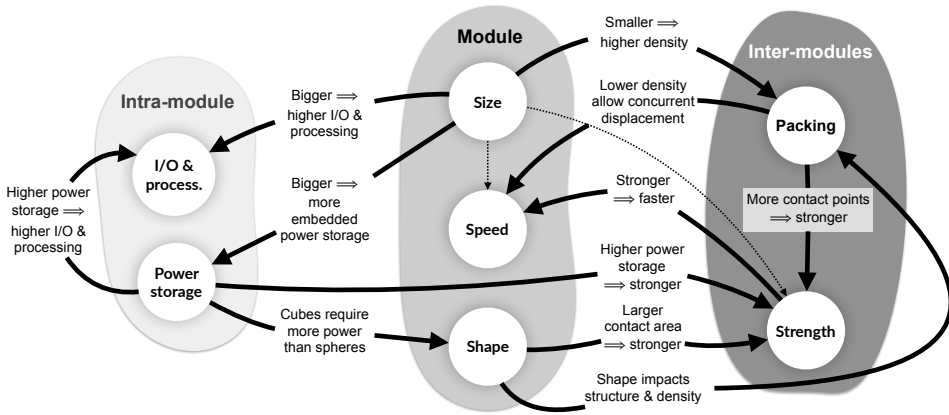 Module
Inter-modules
Intra-module
Size
Packing
I/O &
process.
Speed
Power
storage
Shape
Strength
Smaller ⟹
higher density
Bigger ⟹
higher I/O &
processing
Lower density
allow concurrent
displacement
Higher power
storage ⟹
higher I/O &
processing
Bigger ⟹
more
embedded
power storage
Stronger
⟹ faster
More contact points
⟹ stronger
Higher power
storage
⟹ stronger
Cubes require
more power
than spheres
Larger
contact area
⟹ stronger
Shape impacts
structure & density